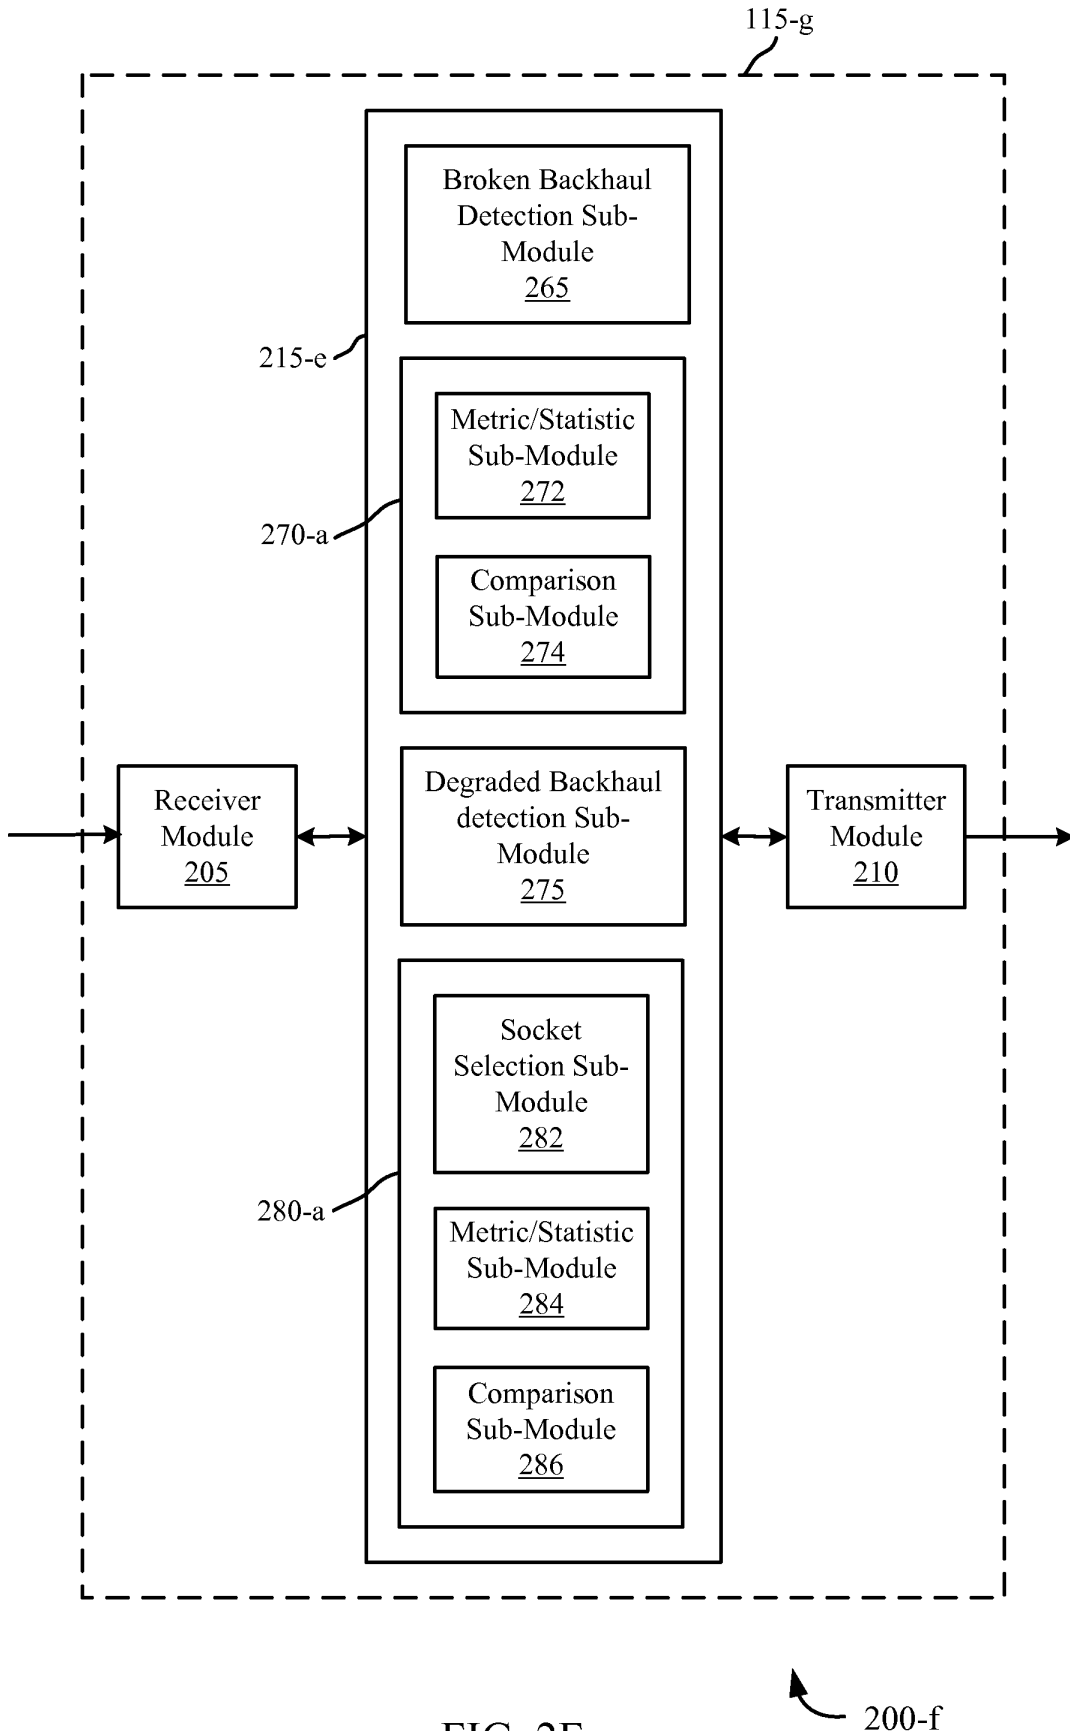 115-g
Broken Backhaul
Detection Sub-
Module
265
215-e
Metric/Statistic
Sub-Module
272
270-a
Comparison
Sub-Module
274
Receiver
Module
205
Degraded Backhaul
detection Sub-
Module
275
Transmitter
Module
210
Socket
Selection Sub-
Module
282
280-a
Metric/Statistic
Sub-Module
284
Comparison
Sub-Module
286
200-f